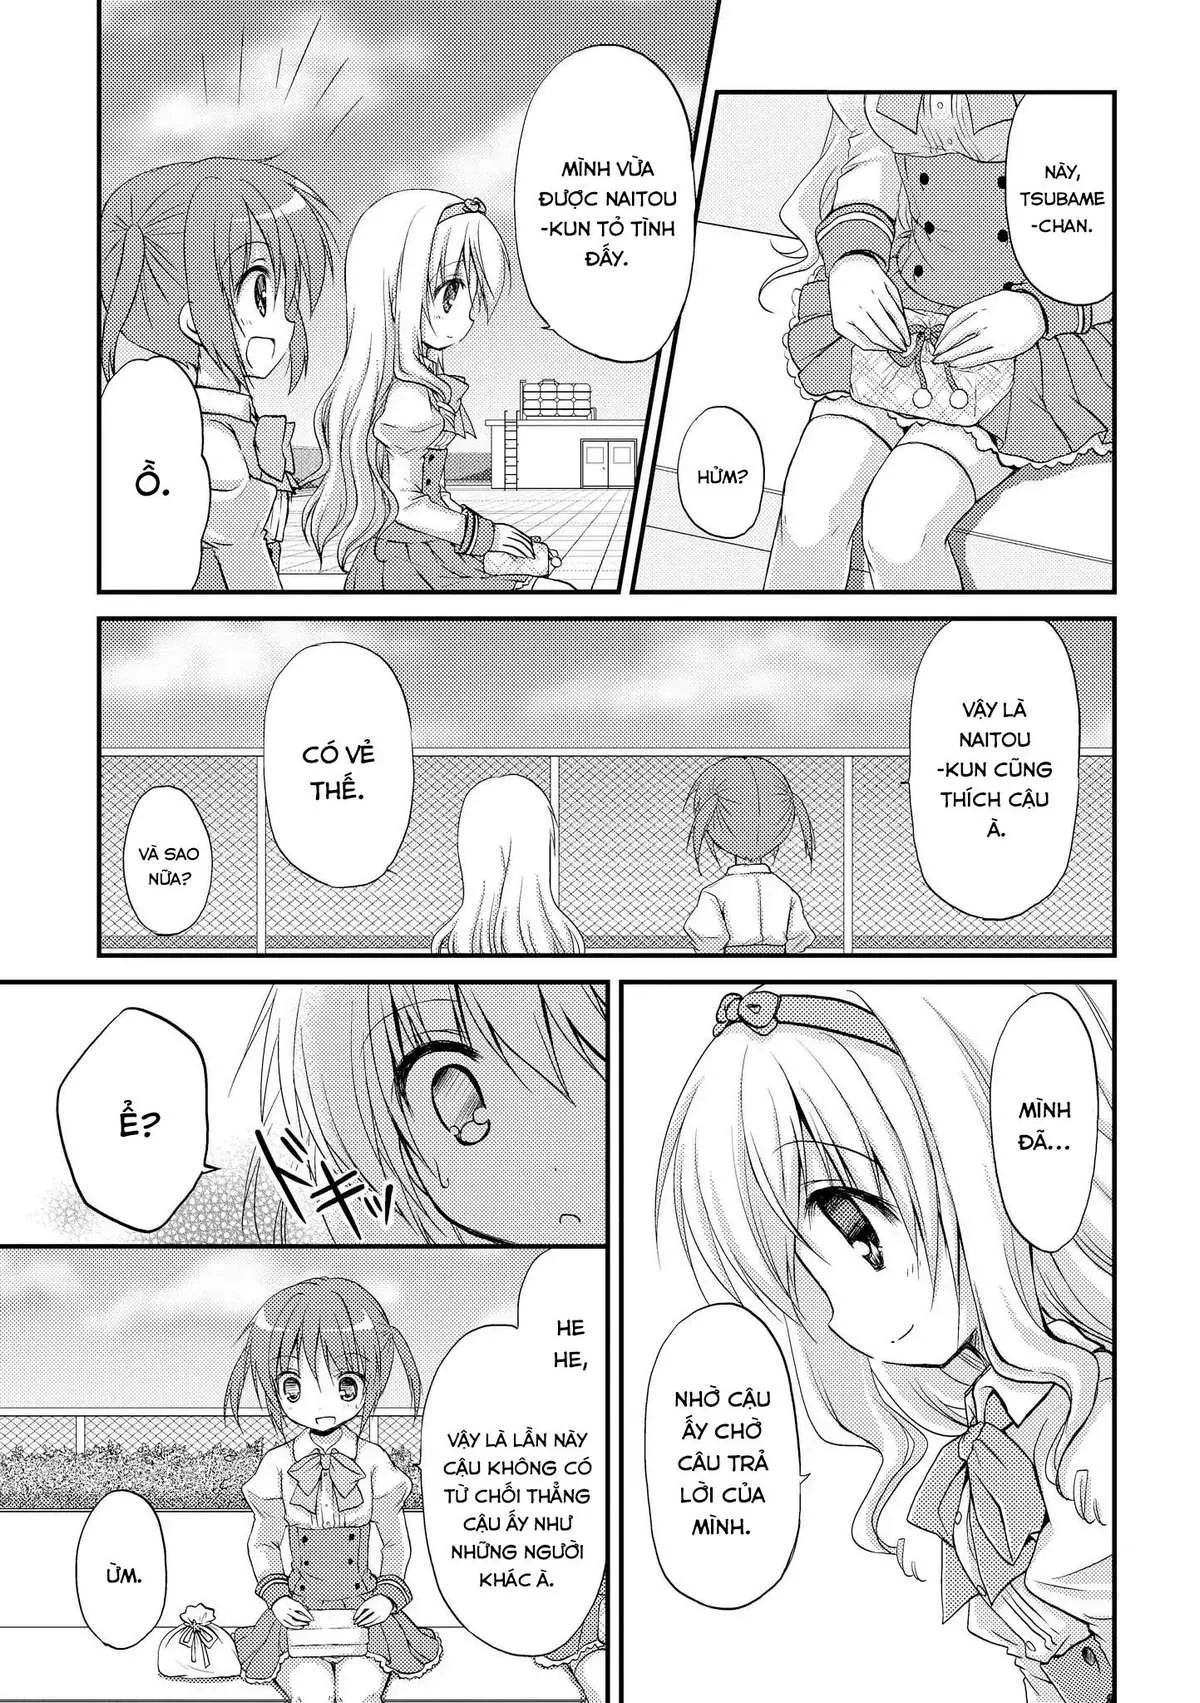 NÀY,
TSUBAME
-CHAN.
HỬM?
MÌNH VỪA
ĐƯỢC NAITOU
-KUN TỎ TÌNH
ĐẤY.
Ồ.
VẬY LÀ
NAITOU
-KUN CŨNG
THÍCH CẬU
À.
CÓ VẺ
THẾ.
VÀ SAO
NỮA?
MÌNH
ĐÃ...
NHỜ CẬU
ẤY CHỜ
CÂU TRẢ
LỜI CỦA
MÌNH.
Ể?
ドキッ
HE
HE,
VẬY LÀ LẦN NÀY
CẬU KHÔNG CÓ
TỪ CHỐI THẲNG
CẬU ẤY NHƯ
NHỮNG NGƯỜI
KHÁC À.
ỪM.